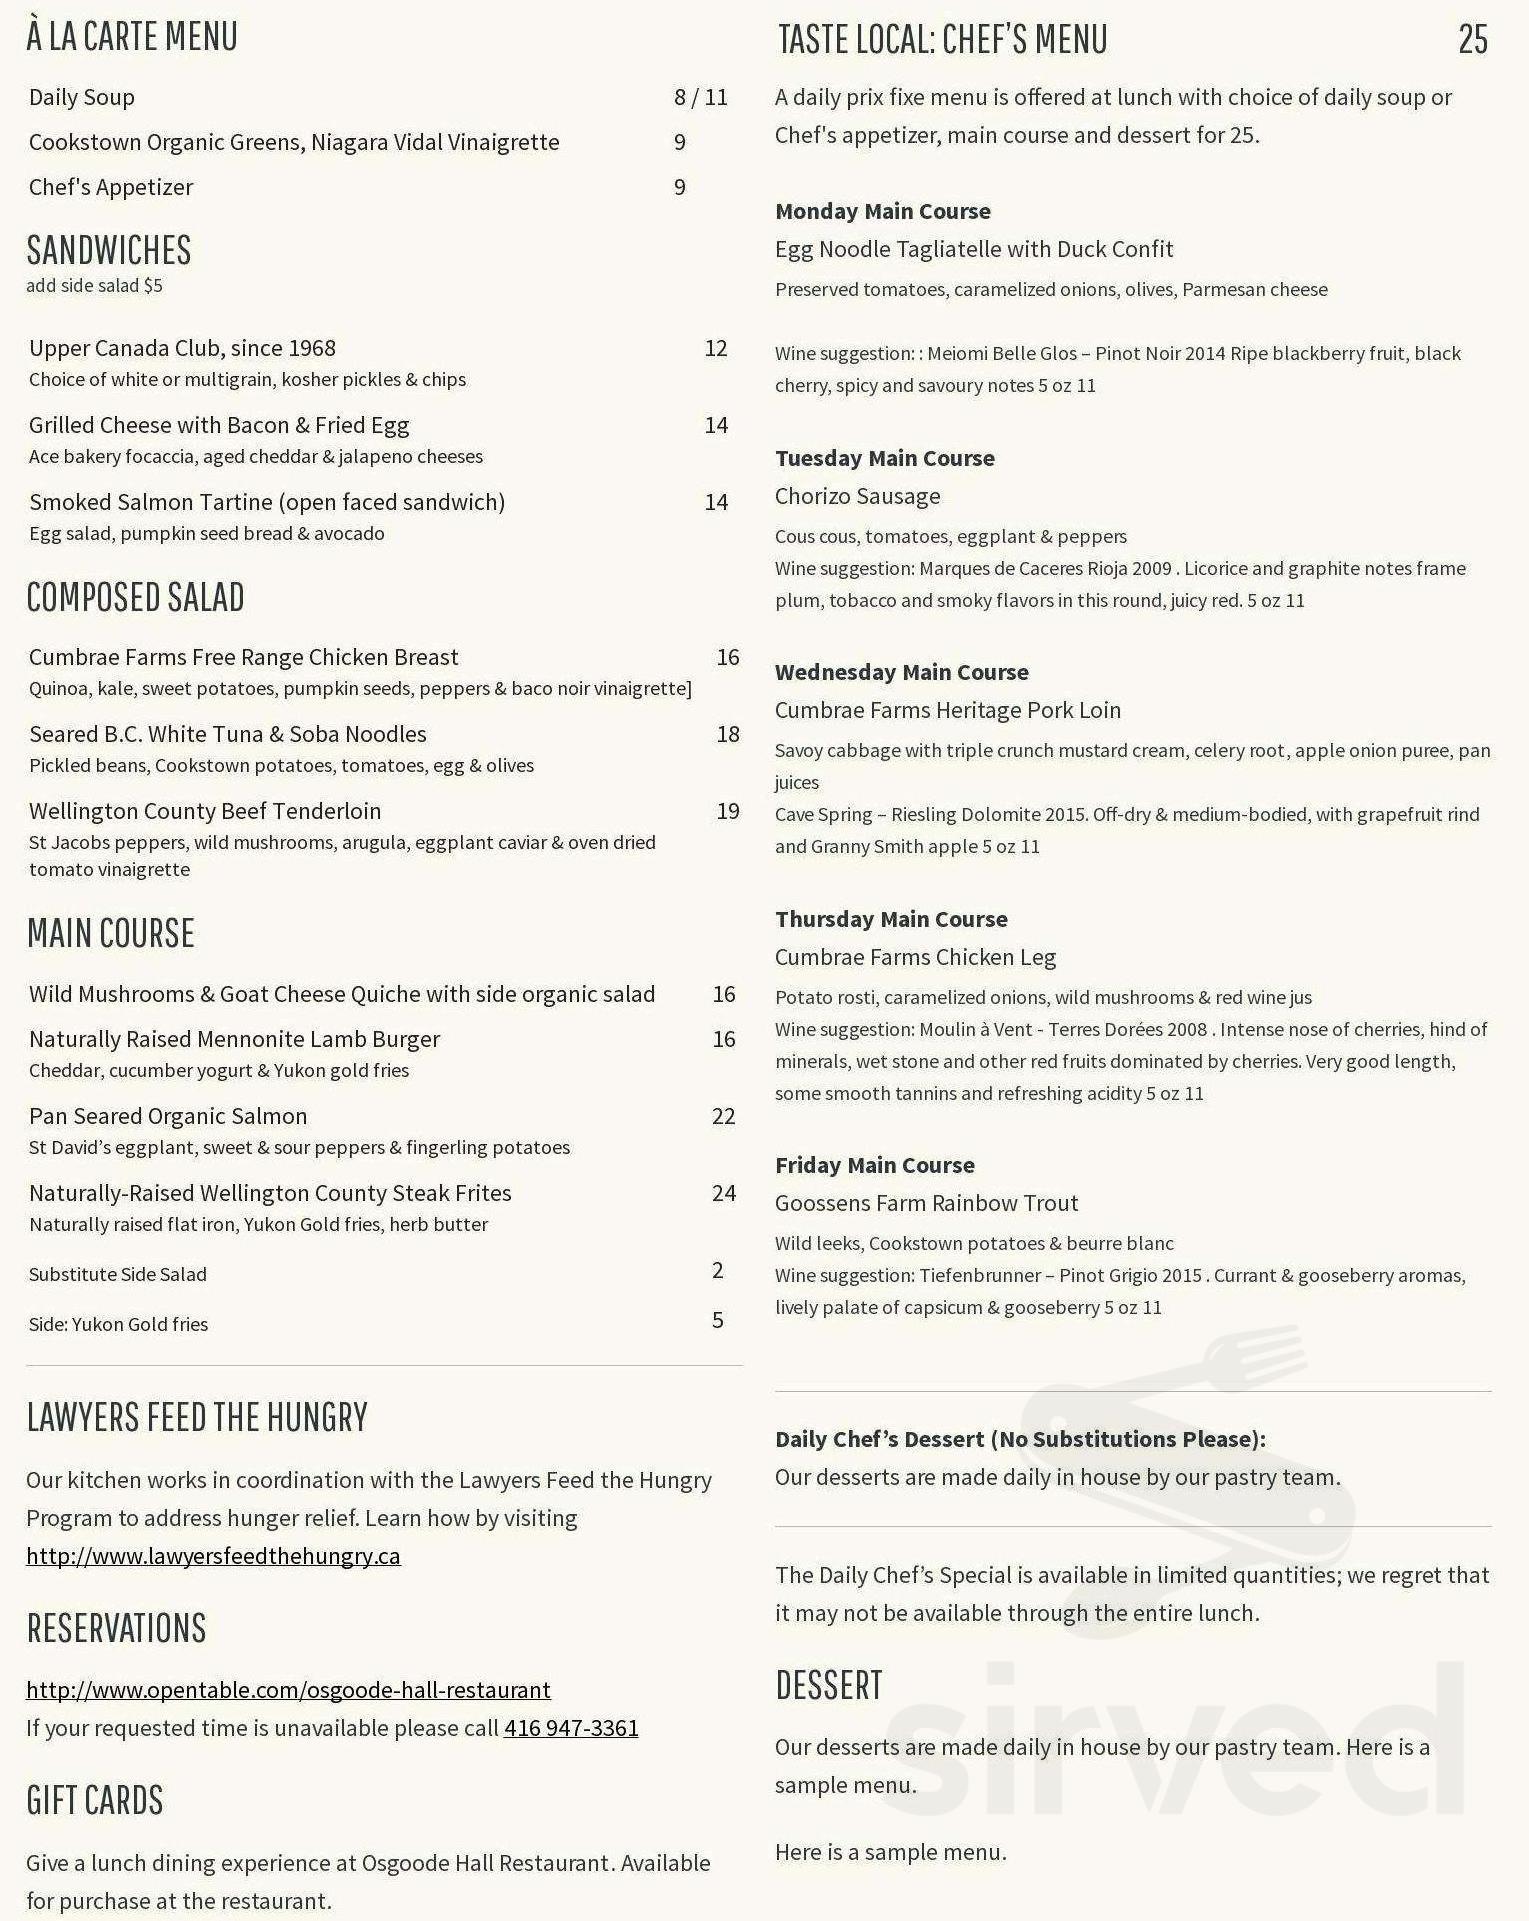 À LA CARTE MENU
Daily Soup 8 / 11
Cookstown Organic Greens, Niagara Vidal Vinaigrette 9
Chef's Appetizer 9
SANDWICHES
add side salad $5
Upper Canada Club, since 1968 12
Choice of white or multigrain, kosher pickles & chips
Grilled Cheese with Bacon & Fried Egg 14
Ace bakery focaccia, aged cheddar & jalapeno cheeses
Smoked Salmon Tartine (open faced sandwich) 14
Egg salad, pumpkin seed bread & avocado
COMPOSED SALAD
Cumbrae Farms Free Range Chicken Breast 16
Quinoa, kale, sweet potatoes, pumpkin seeds, peppers & baco noir vinaigrette]
Seared B.C. White Tuna & Soba Noodles 18
Pickled beans, Cookstown potatoes, tomatoes, egg & olives
Wellington County Beef Tenderloin 19
St Jacobs peppers, wild mushrooms, arugula, eggplant caviar & oven dried
tomato vinaigrette
MAIN COURSE
Wild Mushrooms & Goat Cheese Quiche with side organic salad 16
Naturally Raised Mennonite Lamb Burger 16
Cheddar, cucumber yogurt & Yukon gold fries
Pan Seared Organic Salmon 22
St David’s eggplant, sweet & sour peppers & fingerling potatoes
Naturally-Raised Wellington County Steak Frites 24
Naturally raised flat iron, Yukon Gold fries, herb butter
Substitute Side Salad 2
Side: Yukon Gold fries 5
LAWYERS FEED THE HUNGRY
Our kitchen works in coordination with the Lawyers Feed the Hungry
Program to address hunger relief. Learn how by visiting
http://www.lawyersfeedthehungry.ca
RESERVATIONS
http://www.opentable.com/osgoode-hall-restaurant
If your requested time is unavailable please call 416 947-3361
GIFT CARDS
Give a lunch dining experience at Osgoode Hall Restaurant. Available
for purchase at the restaurant.
TASTE LOCAL: CHEF’S MENU 25
A daily prix fixe menu is offered at lunch with choice of daily soup or
Chef's appetizer, main course and dessert for 25.
Monday Main Course
Egg Noodle Tagliatelle with Duck Confit
Preserved tomatoes, caramelized onions, olives, Parmesan cheese
Wine suggestion: : Meiomi Belle Glos – Pinot Noir 2014 Ripe blackberry fruit, black
cherry, spicy and savoury notes 5 oz 11
Tuesday Main Course
Chorizo Sausage
Cous cous, tomatoes, eggplant & peppers
Wine suggestion: Marques de Caceres Rioja 2009 . Licorice and graphite notes frame
plum, tobacco and smoky flavors in this round, juicy red. 5 oz 11
Wednesday Main Course
Cumbrae Farms Heritage Pork Loin
Savoy cabbage with triple crunch mustard cream, celery root, apple onion puree, pan
juices
Cave Spring – Riesling Dolomite 2015. Off-dry & medium-bodied, with grapefruit rind
and Granny Smith apple 5 oz 11
Thursday Main Course
Cumbrae Farms Chicken Leg
Potato rosti, caramelized onions, wild mushrooms & red wine jus
Wine suggestion: Moulin à Vent - Terres Dorées 2008 . Intense nose of cherries, hind of
minerals, wet stone and other red fruits dominated by cherries. Very good length,
some smooth tannins and refreshing acidity 5 oz 11
Friday Main Course
Goossens Farm Rainbow Trout
Wild leeks, Cookstown potatoes & beurre blanc
Wine suggestion: Tiefenbrunner – Pinot Grigio 2015 . Currant & gooseberry aromas,
lively palate of capsicum & gooseberry 5 oz 11
Daily Chef’s Dessert (No Substitutions Please):
Our desserts are made daily in house by our pastry team.
The Daily Chef’s Special is available in limited quantities; we regret that
it may not be available through the entire lunch.
DESSERT
Our desserts are made daily in house by our pastry team. Here is a
sample menu.
Here is a sample menu.
sirved